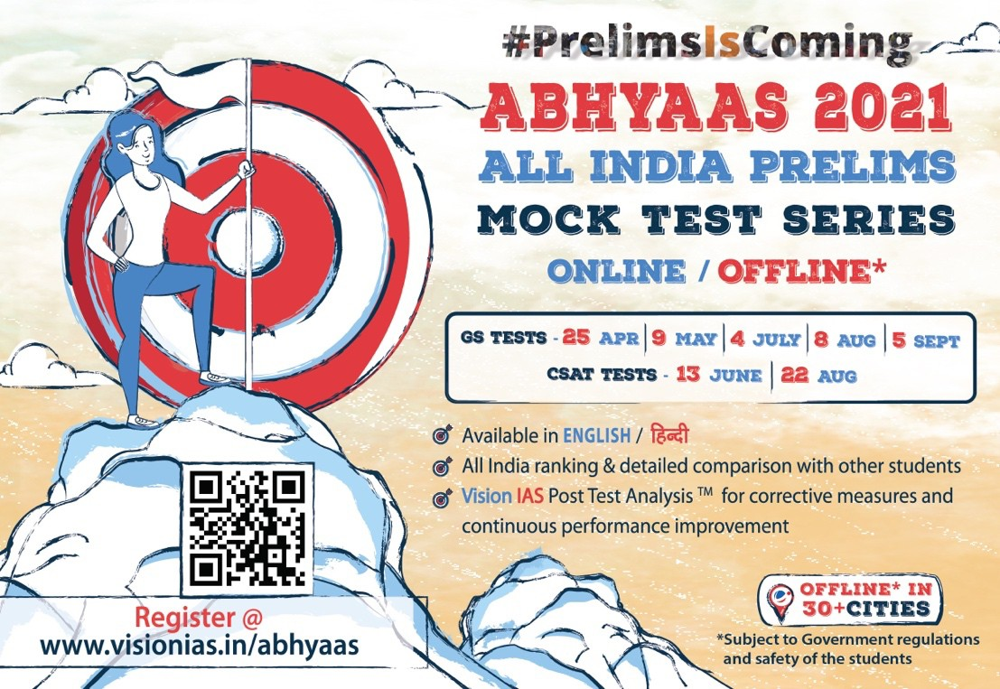 #PrelimsIsComing
ABHYAAS 2021
ALL INDIA PRELIMS
MOCK TEST SERIES
ONLINE / OFFLINE*
GS TESTS - 25 APR | 9 MAY | 4 JULY | 8 AUG | 5 SEPT
CSAT TESTS - 13 JUNE | 22 AUG
Available in ENGLISH / हिन्दी
All India ranking & detailed comparison with other students
Vision IAS Post Test Analysis ™ for corrective measures and
continuous performance improvement
OFFLINE* IN
30+CITIES
*Subject to Government regulations
and safety of the students
Register @
www.visionias.in/abhyaas